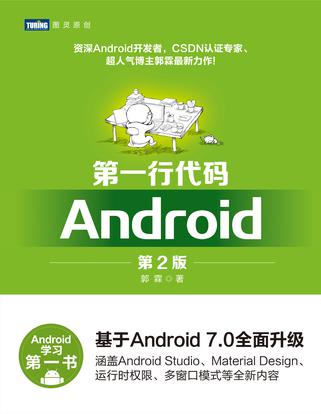 TURING 图灵原创
资深Android开发者，CSDN认证专家、
超人气博主郭霖最新力作！
第一行代码
Android
第2版
郭霖 著
Android
学习
第一书
基于Android 7.0全面升级
涵盖Android Studio、Material Design、
运行时权限、多窗口模式等全新内容